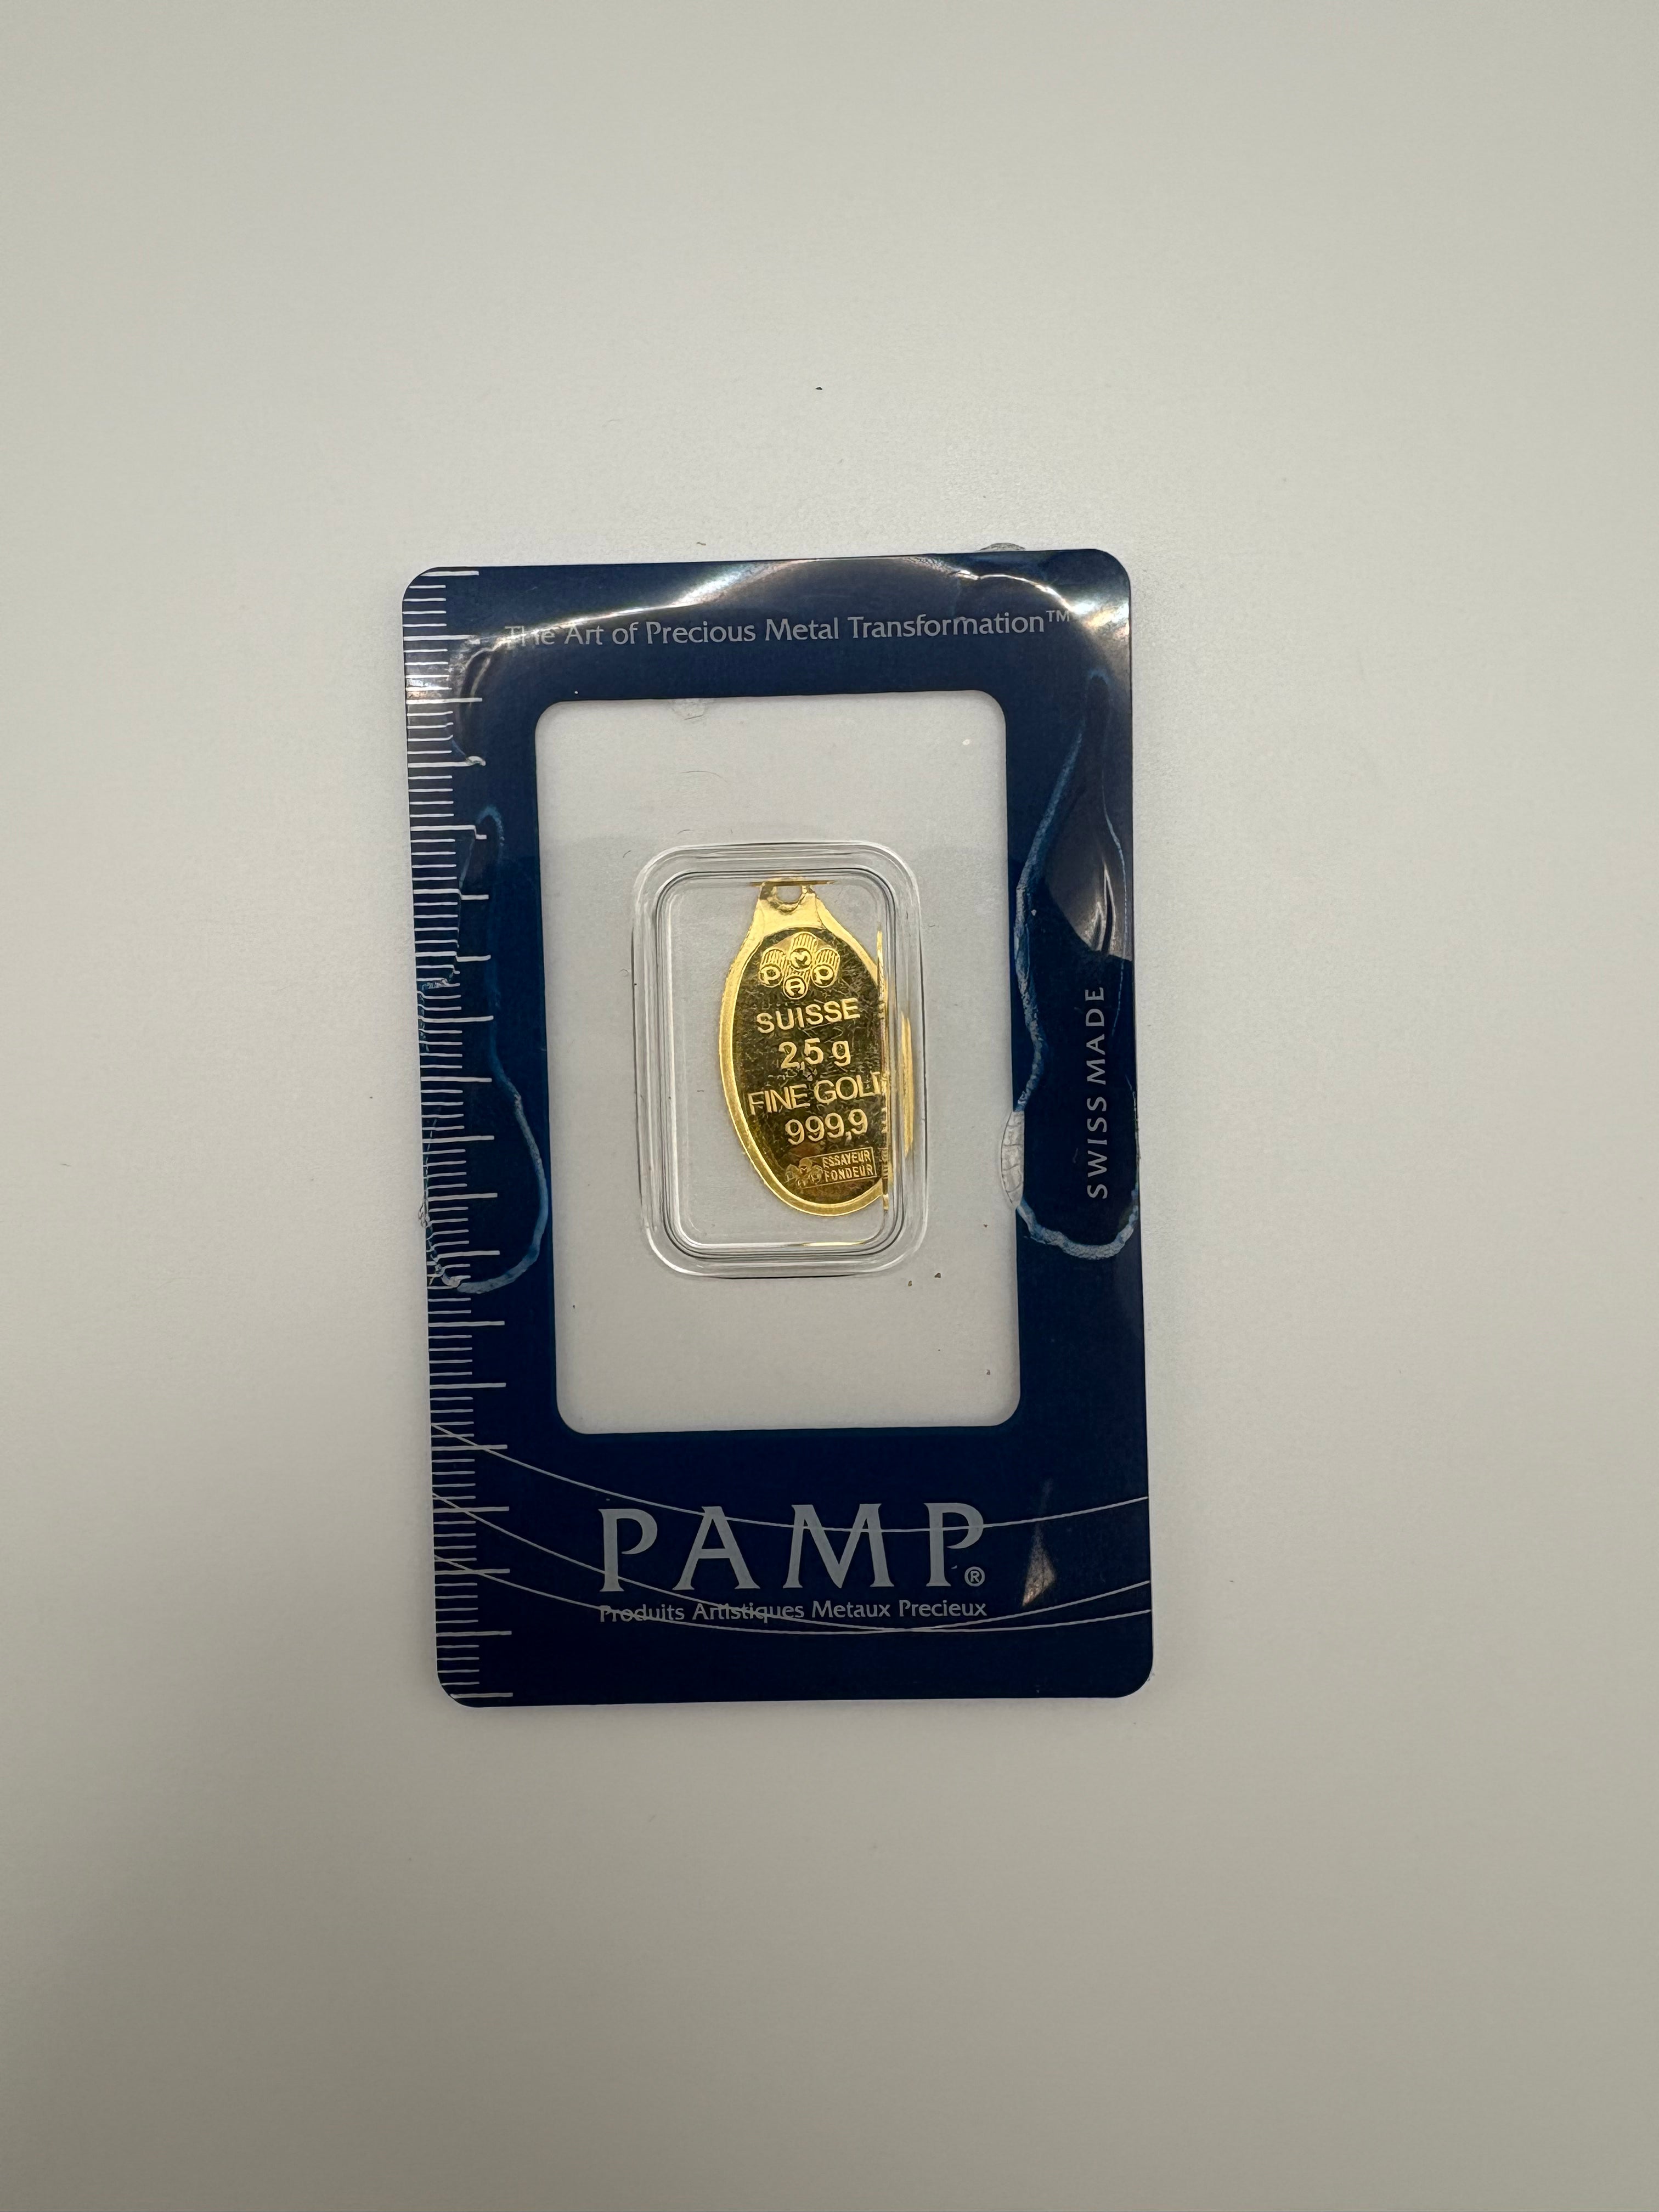 The Art of Precious Metal Transformation™
PAMP
SUISSE
2,5 g
FINE GOLD
999,9
ESSAYEUR
FONDEUR
SWISS MADE
PAMP®
Produits Artistiques Metaux Precieux